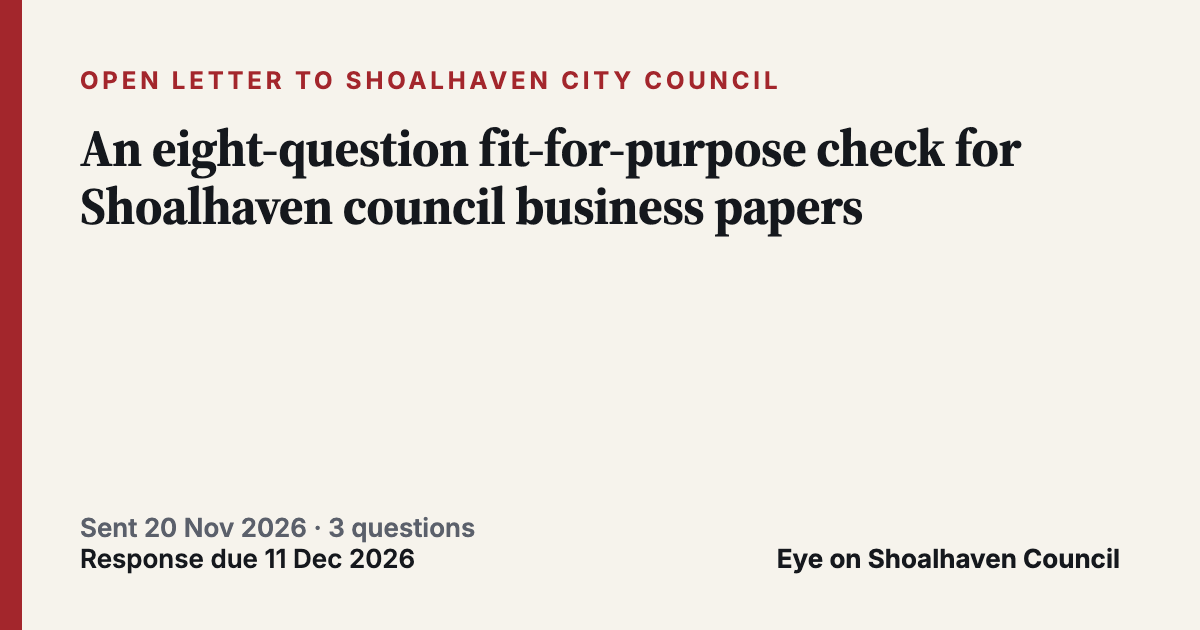 OPEN LETTER TO SHOALHAVEN CITY COUNCIL
An eight-question fit-for-purpose check for
Shoalhaven council business papers
Sent 20 Nov 2026 · 3 questions
Response due 11 Dec 2026
Eye on Shoalhaven Council